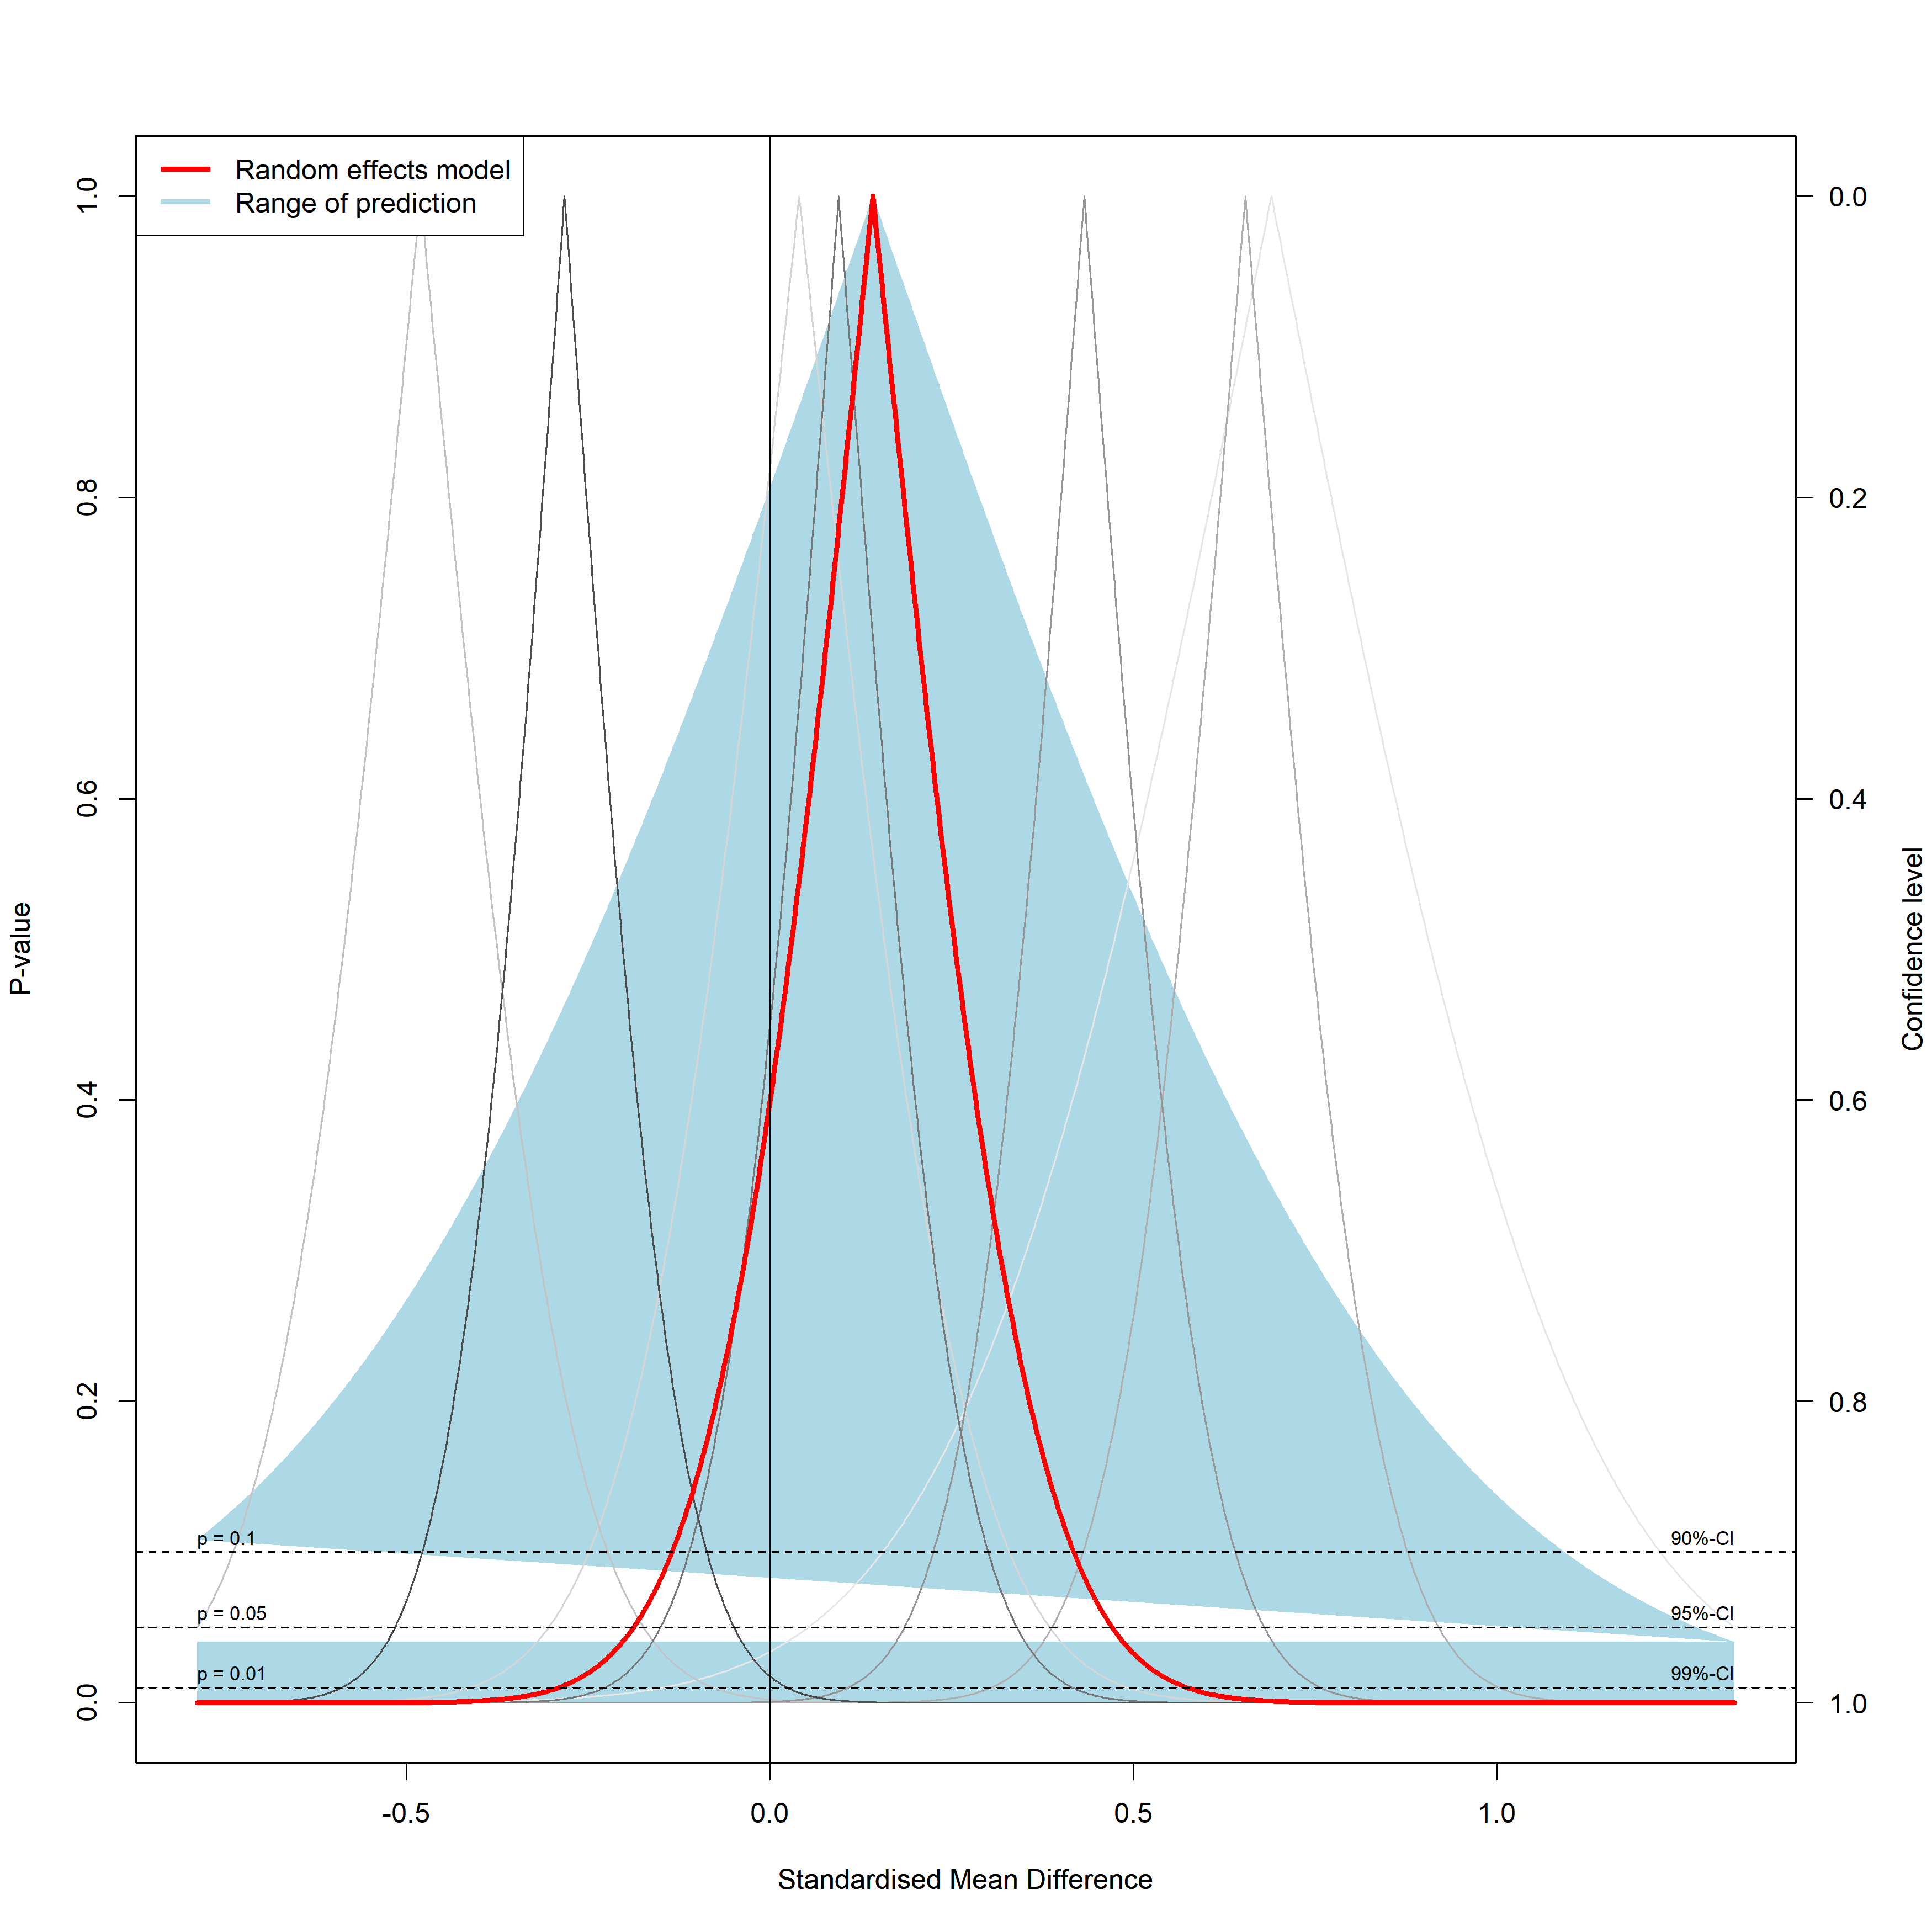 Random effects model
Range of prediction
1.0
0.8
0.6
0.4
0.2
0.0
P-value
0.0
0.2
0.4
0.6
0.8
1.0
Confidence level
p = 0.1
90%-CI
p = 0.05
95%-CI
p = 0.01
99%-CI
-0.5
0.0
0.5
1.0
Standardised Mean Difference